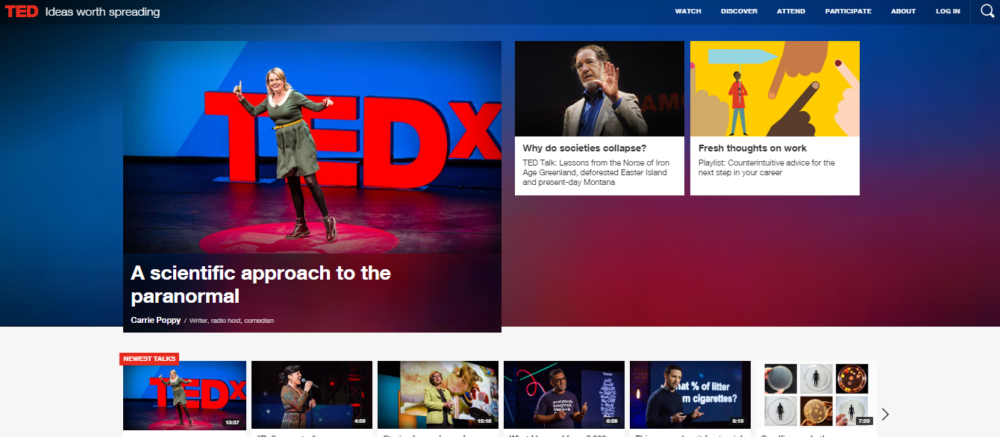 TED Ideas worth spreading
WATCH DISCOVER ATTEND PARTICIPATE ABOUT LOG IN
TEDx
A scientific approach to the
paranormal
Carrie Poppy / Writer, radio host, comedian
Why do societies collapse?
TED Talk: Lessons from the Norse of Iron
Age Greenland, deforested Easter Island
and present-day Montana
Fresh thoughts on work
Playlist: Counterintuitive advice for the
next step in your career
NEWEST TALKS
TEDx
13:37
4:59
15:18
Analytics,
Insights &
Metrics
6:08
hat % of litter
m cigarettes?
6:10
7:20